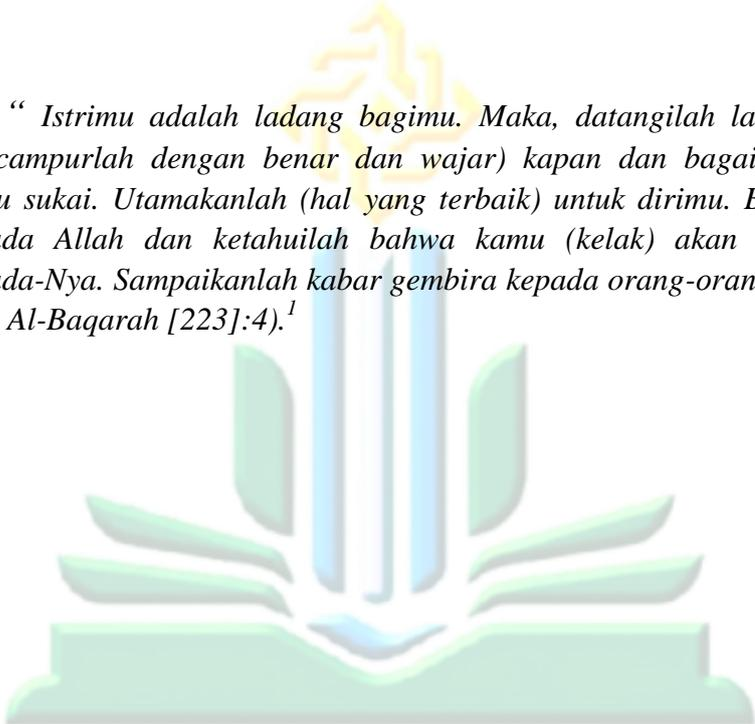 “ Istrimu adalah ladang bagimu. Maka, datangilah la
campurlah dengan benar dan wajar) kapan dan bagai
u sukai. Utamakanlah (hal yang terbaik) untuk dirimu. B
ada Allah dan ketahuilah bahwa kamu (kelak) akan
da-Nya. Sampaikanlah kabar gembira kepada orang-oran
Al-Baqarah [223]:4).1